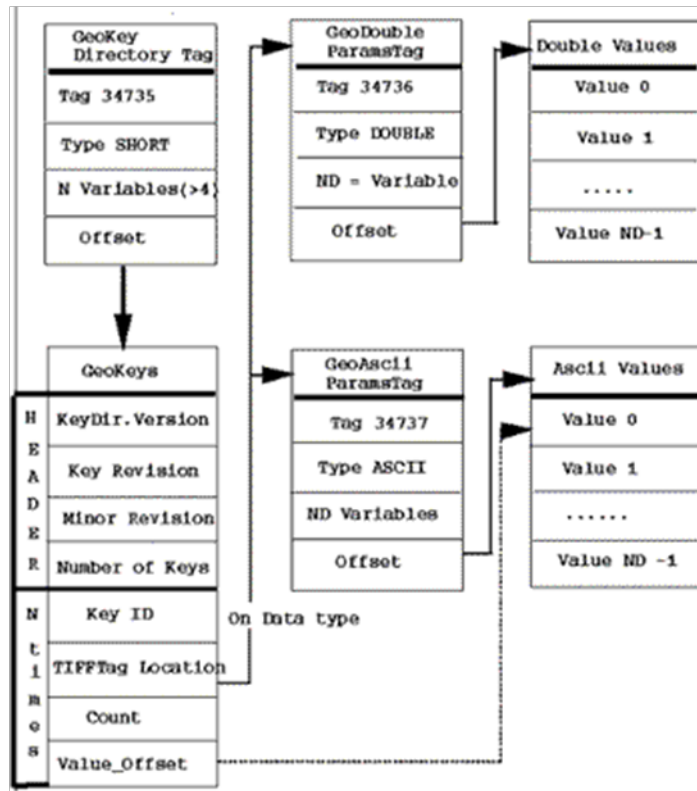 GeoKey
Directory Tag
Tag 34735
Type SHORT
N Variables(>4)
Offset
GeoDouble
ParamsTag
Tag 34736
Type DOUBLE
ND = Variable
Offset
Double Values
Value 0
Value 1
.....
Value ND-1
GeoKeys
HEADER
KeyDir.Version
Key Revision
Minor Revision
Number of Keys
N times
Key ID
TIFFTag Location
Count
Value_Offset
On Data type
GeoAscii
ParamsTag
Tag 34737
Type ASCII
ND Variables
Offset
Ascii Values
Value 0
Value 1
......
Value ND -1